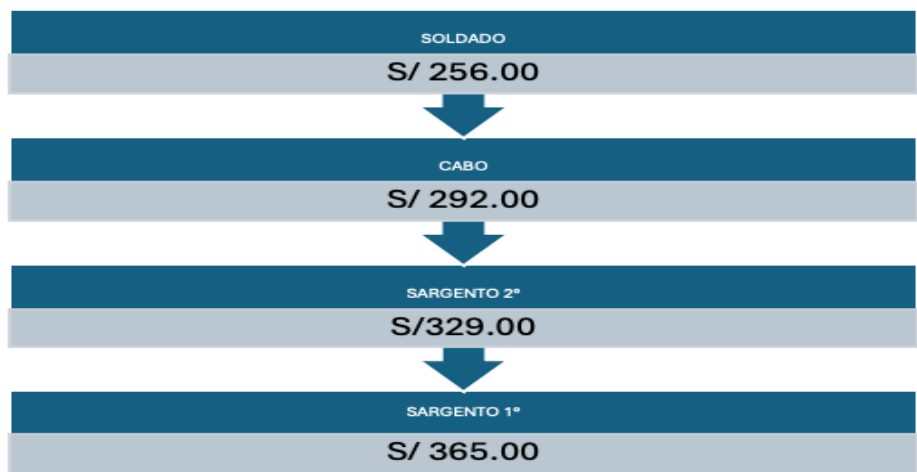 SOLDADO
S/ 256.00
CABO
S/ 292.00
SARGENTO 2º
S/329.00
SARGENTO 1º
S/ 365.00